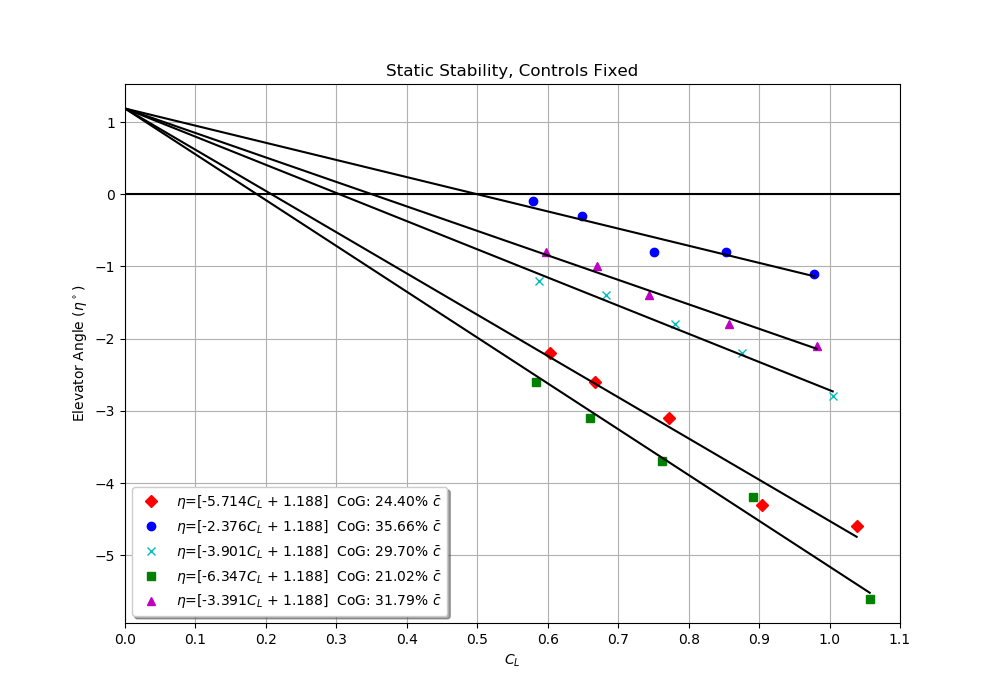 Static Stability, Controls Fixed
Elevator Angle (η°)
1
0
−1
−2
−3
−4
−5
η=[-5.714C_L + 1.188]  CoG: 24.40% c̄
η=[-2.376C_L + 1.188]  CoG: 35.66% c̄
η=[-3.901C_L + 1.188]  CoG: 29.70% c̄
η=[-6.347C_L + 1.188]  CoG: 21.02% c̄
η=[-3.391C_L + 1.188]  CoG: 31.79% c̄
0.0 0.1 0.2 0.3 0.4 0.5 0.6 0.7 0.8 0.9 1.0 1.1
C_L